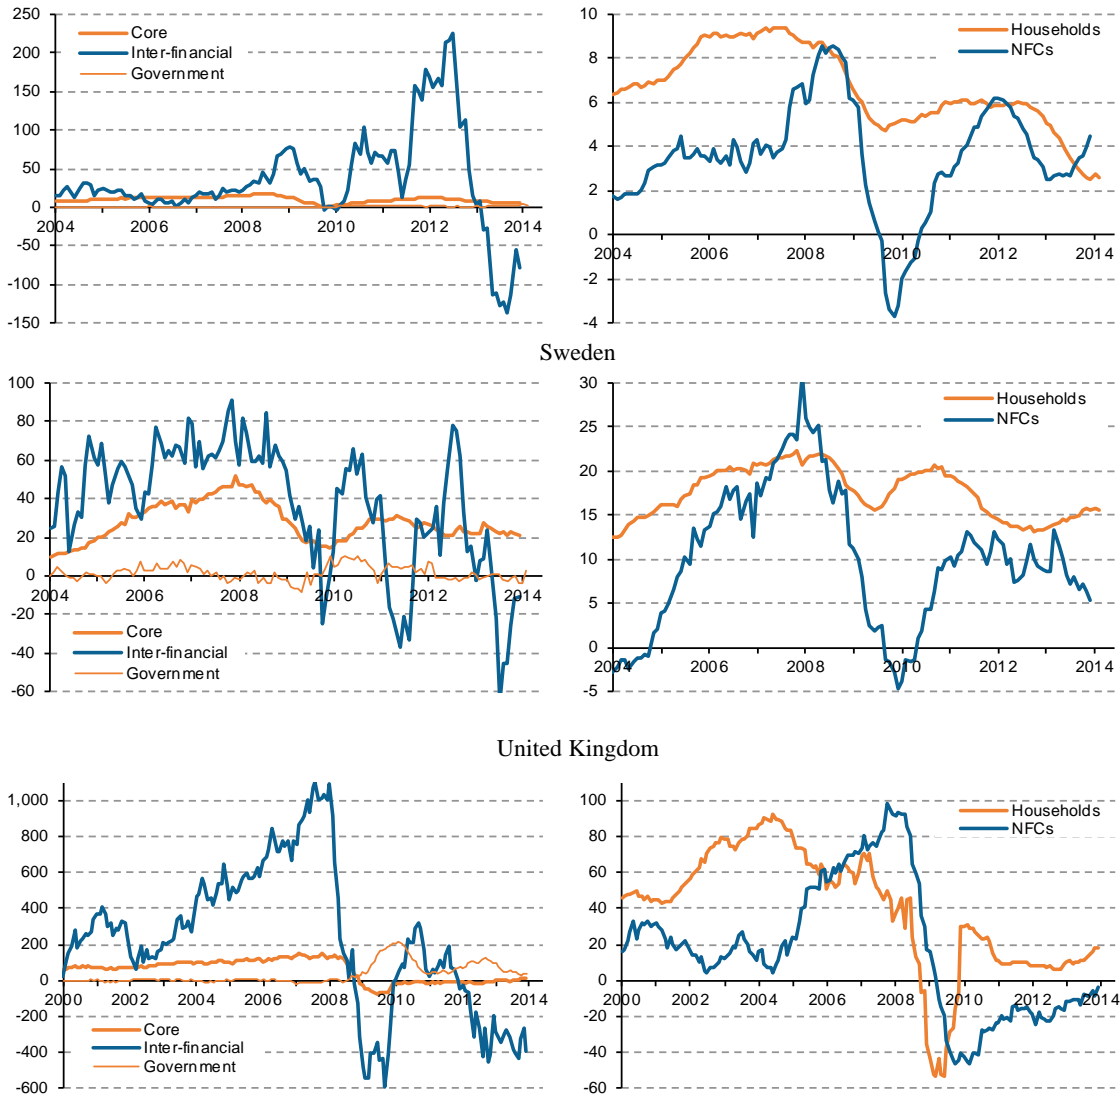 250
200
150
100
50
0
-50
-100
-150
Core
Inter-financial
Government
2004 2006 2008 2010 2012 2014
10
8
6
4
2
0
-2
-4
Households
NFCs
2004 2006 2008 2010 2012 2014
Sweden
100
80
60
40
20
0
-20
-40
-60
2004 2006 2008 2010 2012 2014
Core
Inter-financial
Government
30
25
20
15
10
5
0
-5
Households
NFCs
2004 2006 2008 2010 2012 2014
United Kingdom
1,000
800
600
400
200
0
-200
-400
-600
2000 2002 2004 2006 2008 2010 2012 2014
Core
Inter-financial
Government
100
80
60
40
20
0
-20
-40
-60
Households
NFCs
2000 2002 2004 2006 2008 2010 2012 2014